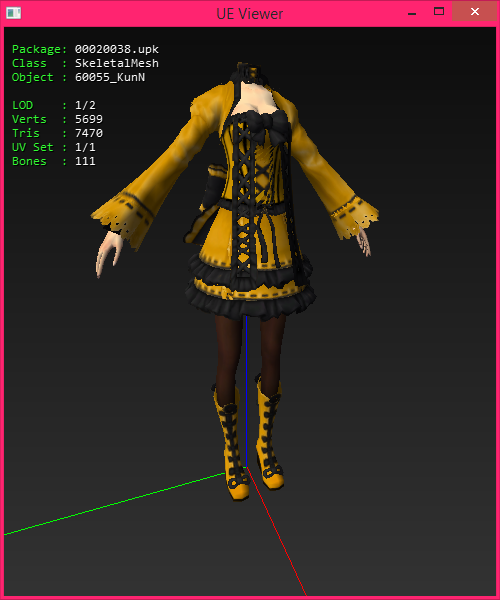 UE Viewer
Package: 00020038.upk
Class : SkeletalMesh
Object : 60055_KunN
LOD : 1/2
Verts : 5699
Tris : 7470
UV Set : 1/1
Bones : 111